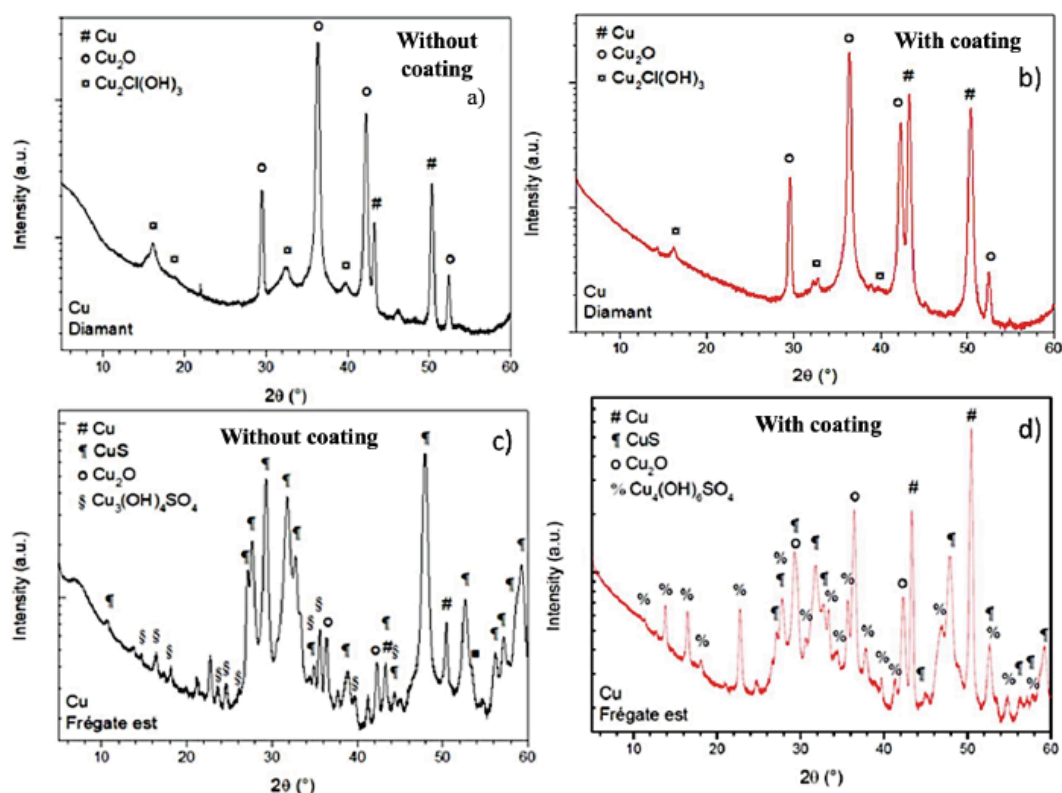 # Cu
○ Cu₂O
▫ Cu₂Cl(OH)₃
Without
coating
a)
Intensity (a.u.)
Cu
Diamant
10 20 30 40 50 60
2θ (°)
# Cu
○ Cu₂O
▫ Cu₂Cl(OH)₃
With coating
b)
Intensity (a.u.)
Cu
Diamant
10 20 30 40 50 60
2θ (°)
# Cu
¶ CuS
○ Cu₂O
§ Cu₃(OH)₄SO₄
Without coating
c)
Intensity (a.u.)
Cu
Frégate est
10 20 30 40 50 60
2θ (°)
# Cu
¶ CuS
○ Cu₂O
% Cu₄(OH)₆SO₄
With coating
d)
Intensity (a.u.)
Cu
Frégate est
10 20 30 40 50 60
2θ (°)